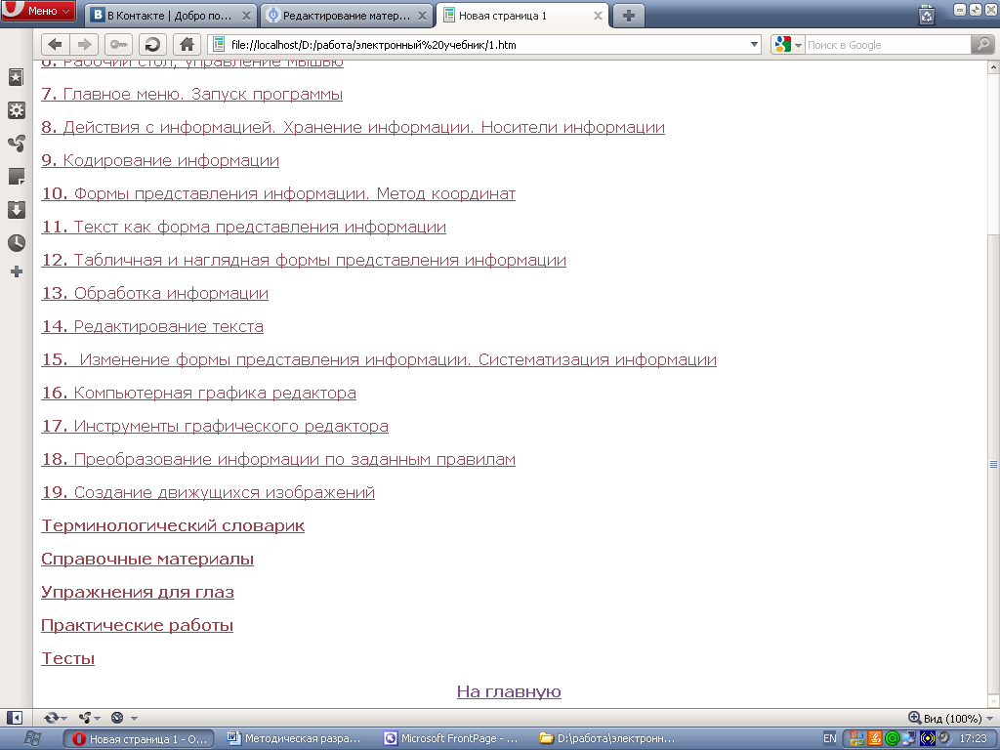 Меню
В Контакте | Добро по...
Редактирование матер...
Новая страница 1
file://localhost/D:/работа/электронный%20учебник/1.htm
Поиск в Google
6. Рабочий стол, управление мышью
7. Главное меню. Запуск программы
8. Действия с информацией. Хранение информации. Носители информации
9. Кодирование информации
10. Формы представления информации. Метод координат
11. Текст как форма представления информации
12. Табличная и наглядная формы представления информации
13. Обработка информации
14. Редактирование текста
15. Изменение формы представления информации. Систематизация информации
16. Компьютерная графика редактора
17. Инструменты графического редактора
18. Преобразование информации по заданным правилам
19. Создание движущихся изображений
Терминологический словарик
Справочные материалы
Упражнения для глаз
Практические работы
Тесты
На главную
Вид (100%)
Новая страница 1 - O...
Методическая разра...
Microsoft FrontPage - ...
D:\работа\электронн...
EN
17:23